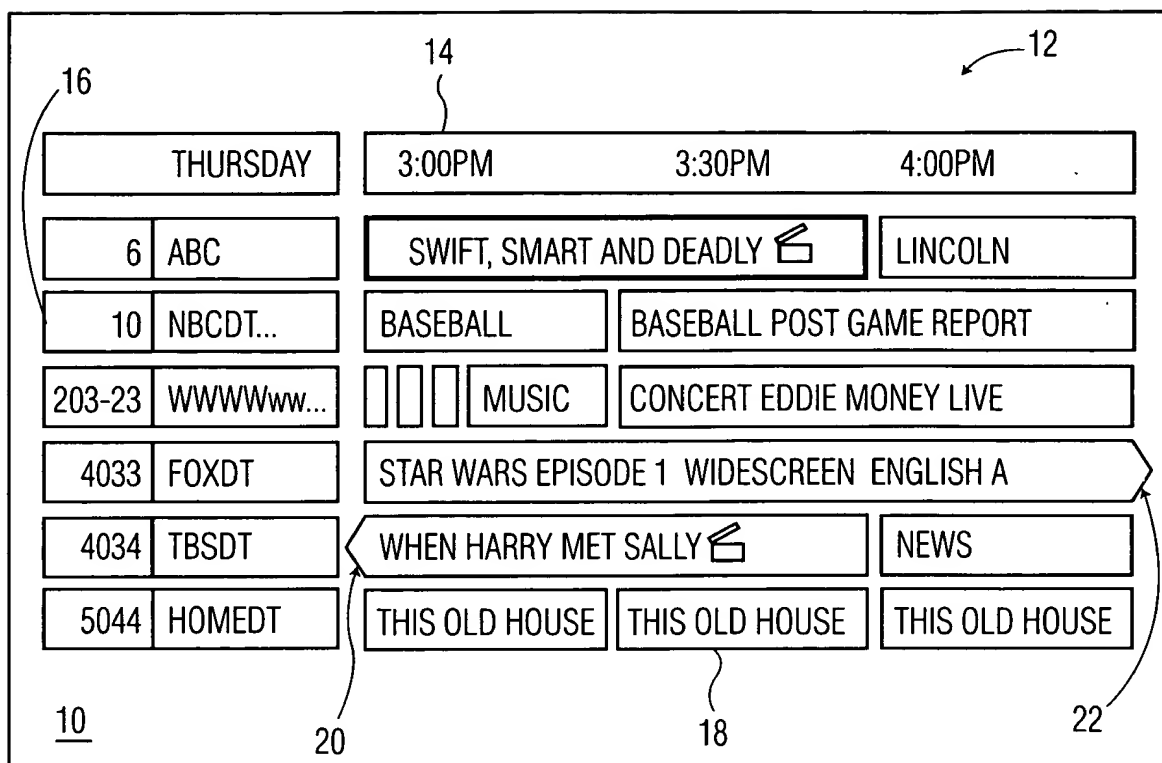 12
14
16
THURSDAY 3:00PM 3:30PM 4:00PM
6 ABC SWIFT, SMART AND DEADLY LINCOLN
10 NBCDT... BASEBALL BASEBALL POST GAME REPORT
203-23 WWWWww... MUSIC CONCERT EDDIE MONEY LIVE
4033 FOXDT STAR WARS EPISODE 1 WIDESCREEN ENGLISH A
4034 TBSDT WHEN HARRY MET SALLY NEWS
5044 HOMEDT THIS OLD HOUSE THIS OLD HOUSE THIS OLD HOUSE
10 20 18 22